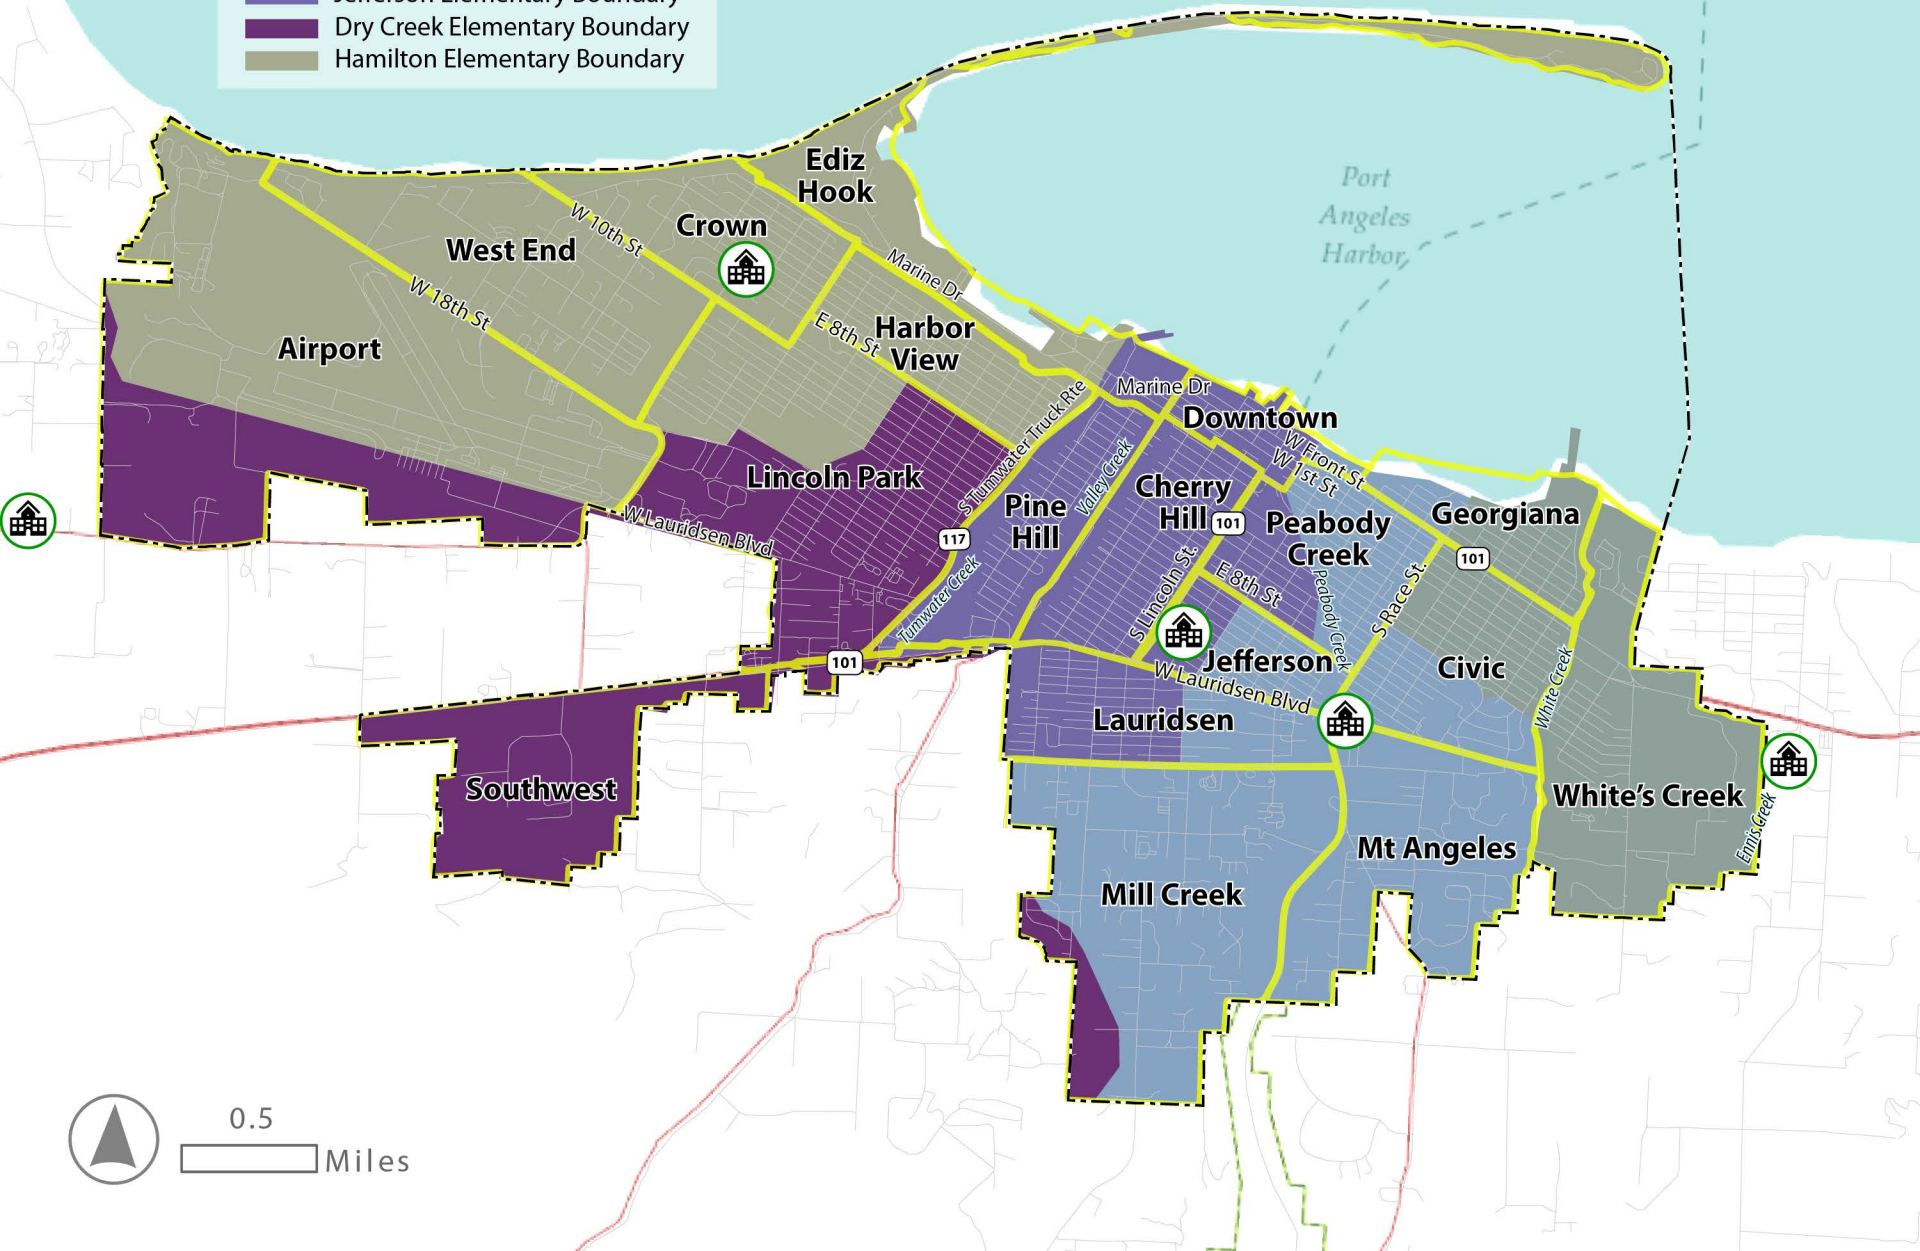 Jefferson Elementary Boundary
Dry Creek Elementary Boundary
Hamilton Elementary Boundary
Ediz
Hook
Port
Angeles
Harbor
Crown
W 10th St
West End
Marine Dr
W 18th St
Harbor
View
E 8th St
Airport
Marine Dr
Downtown
S Tumwater Truck Rte
W Front St
W 1st St
Valley Creek
Lincoln Park
Cherry
Hill
101
Pine
Hill
Peabody
Creek
Georgiana
W Lauridsen Blvd
117
101
S Lincoln St.
E 8th St
Peabody Creek
S Race St.
Tumwater Creek
101
Jefferson
Civic
W Lauridsen Blvd
White Creek
Lauridsen
Southwest
White's Creek
Ennis Creek
Mt Angeles
Mill Creek
0.5
Miles